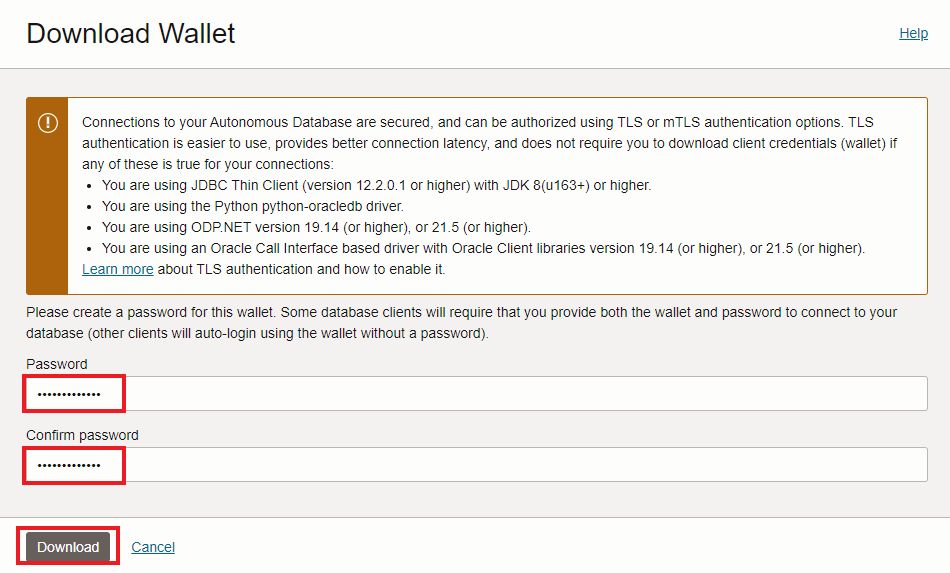 Download Wallet
Help
Connections to your Autonomous Database are secured, and can be authorized using TLS or mTLS authentication options. TLS
authentication is easier to use, provides better connection latency, and does not require you to download client credentials (wallet) if
any of these is true for your connections:
• You are using JDBC Thin Client (version 12.2.0.1 or higher) with JDK 8(u163+) or higher.
• You are using the Python python-oracledb driver.
• You are using ODP.NET version 19.14 (or higher), or 21.5 (or higher).
• You are using an Oracle Call Interface based driver with Oracle Client libraries version 19.14 (or higher), or 21.5 (or higher).
Learn more about TLS authentication and how to enable it.
Please create a password for this wallet. Some database clients will require that you provide both the wallet and password to connect to your
database (other clients will auto-login using the wallet without a password).
Password
•••••••••••••
Confirm password
•••••••••••••
Download Cancel